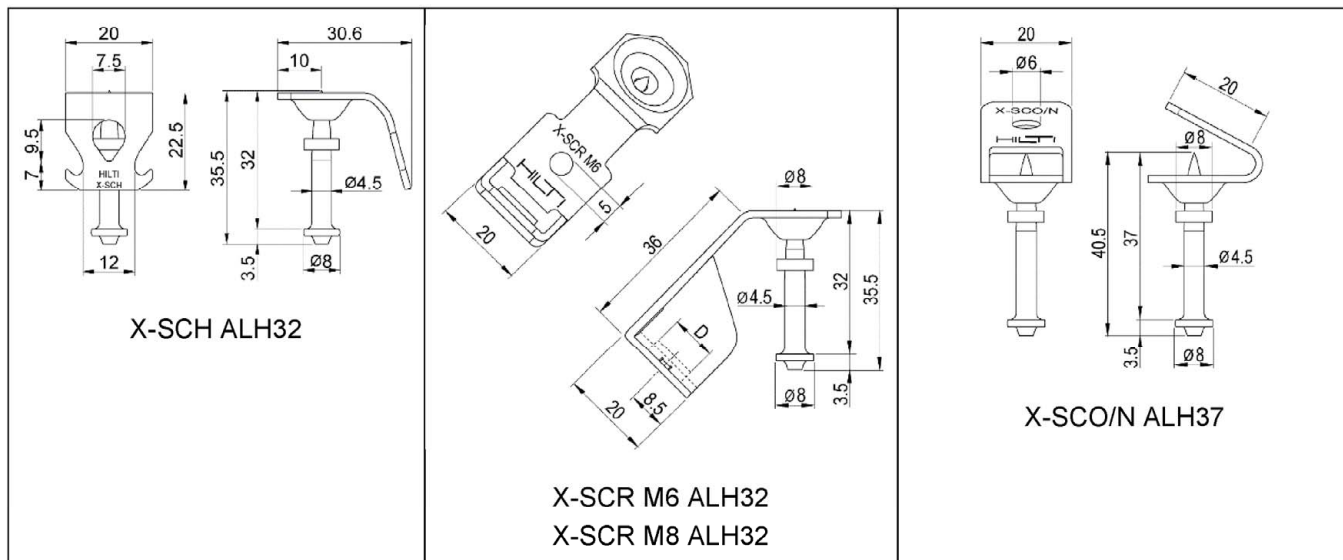 20
7.5
9.5
7
22.5
HILTI
X-SCH
12
30.6
10
35.5
32
Ø4.5
3.5
Ø8
X-SCH ALH32
X-SCR M6
HILTI
20
5
Ø8
36
Ø4.5
32
35.5
D
20
8.5
3.5
Ø8
X-SCR M6 ALH32
X-SCR M8 ALH32
20
Ø6
X-SCO/N
HILTI
20
Ø8
40.5
37
Ø4.5
3.5
Ø8
X-SCO/N ALH37